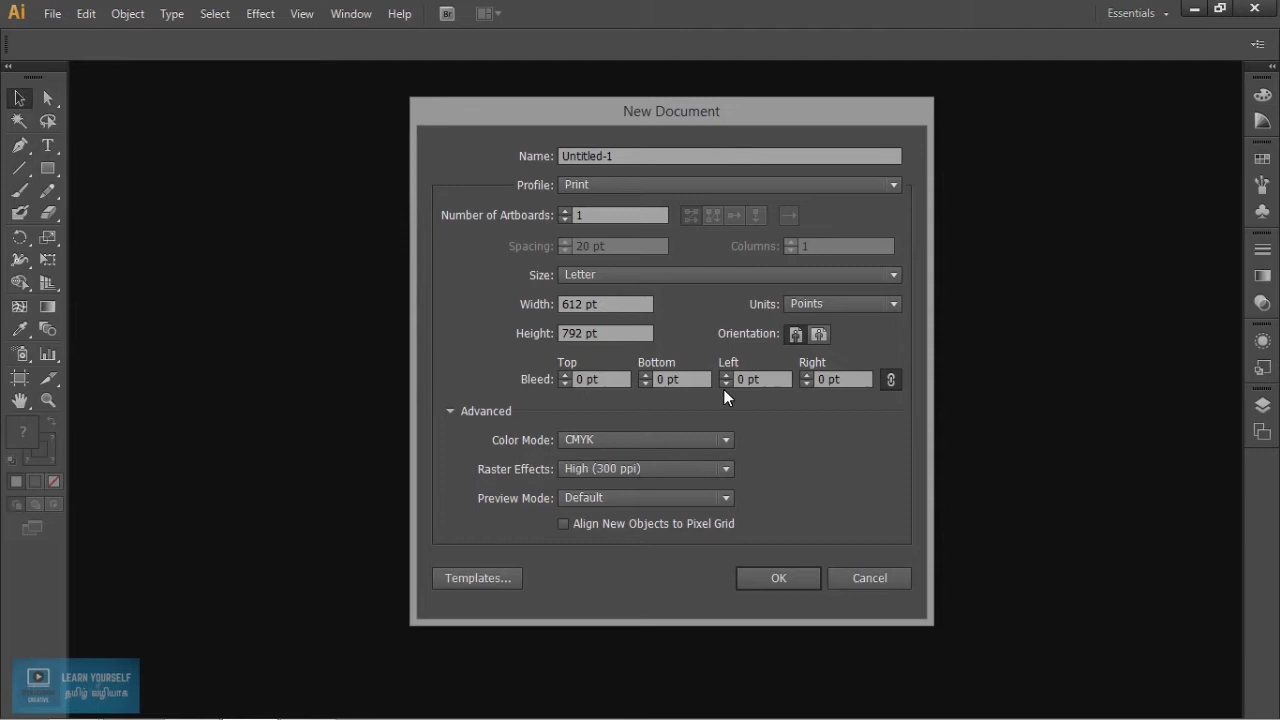 Ai File Edit Object Type Select Effect View Window Help Br Essentials
New Document
Name: Untitled-1
Profile: Print
Number of Artboards: 1
Spacing: 20 pt Columns: 1
Size: Letter
Width: 612 pt Units: Points
Height: 792 pt Orientation:
Top Bottom Left Right
Bleed: 0 pt 0 pt 0 pt 0 pt
Advanced
Color Mode: CMYK
Raster Effects: High (300 ppi)
Preview Mode: Default
Align New Objects to Pixel Grid
Templates... OK Cancel
LEARN YOURSELF
தமிழ் வழியாக
CREATIVE